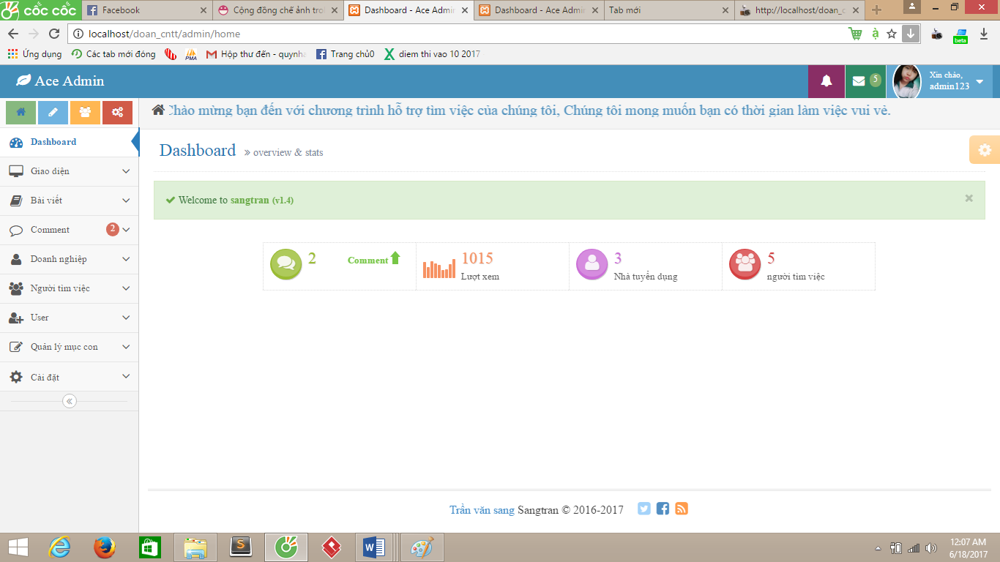 cốc cốc
Facebook
Cộng đồng chế ảnh troi
Dashboard - Ace Admin
Dashboard - Ace Admin
Tab mới
http://localhost/doan_c
localhost/doan_cntt/admin/home
beta
Ứng dụng
Các tab mới đóng
PMA
Hộp thư đến - quynha
Trang chủ0
diem thi vao 10 2017
Ace Admin
5
Xin chào,
admin123
Chào mừng bạn đến với chương trình hỗ trợ tìm việc của chúng tôi, Chúng tôi mong muốn bạn có thời gian làm việc vui vẻ.
Dashboard
Giao diện
Bài viết
Comment 2
Doanh nghiệp
Người tìm việc
User
Quản lý mục con
Cài đặt
Dashboard » overview & stats
Welcome to sangtran (v1.4)
2 Comment
1015
Lượt xem
3
Nhà tuyển dụng
5
người tìm việc
Trần văn sang Sangtran © 2016-2017
12:07 AM
6/18/2017